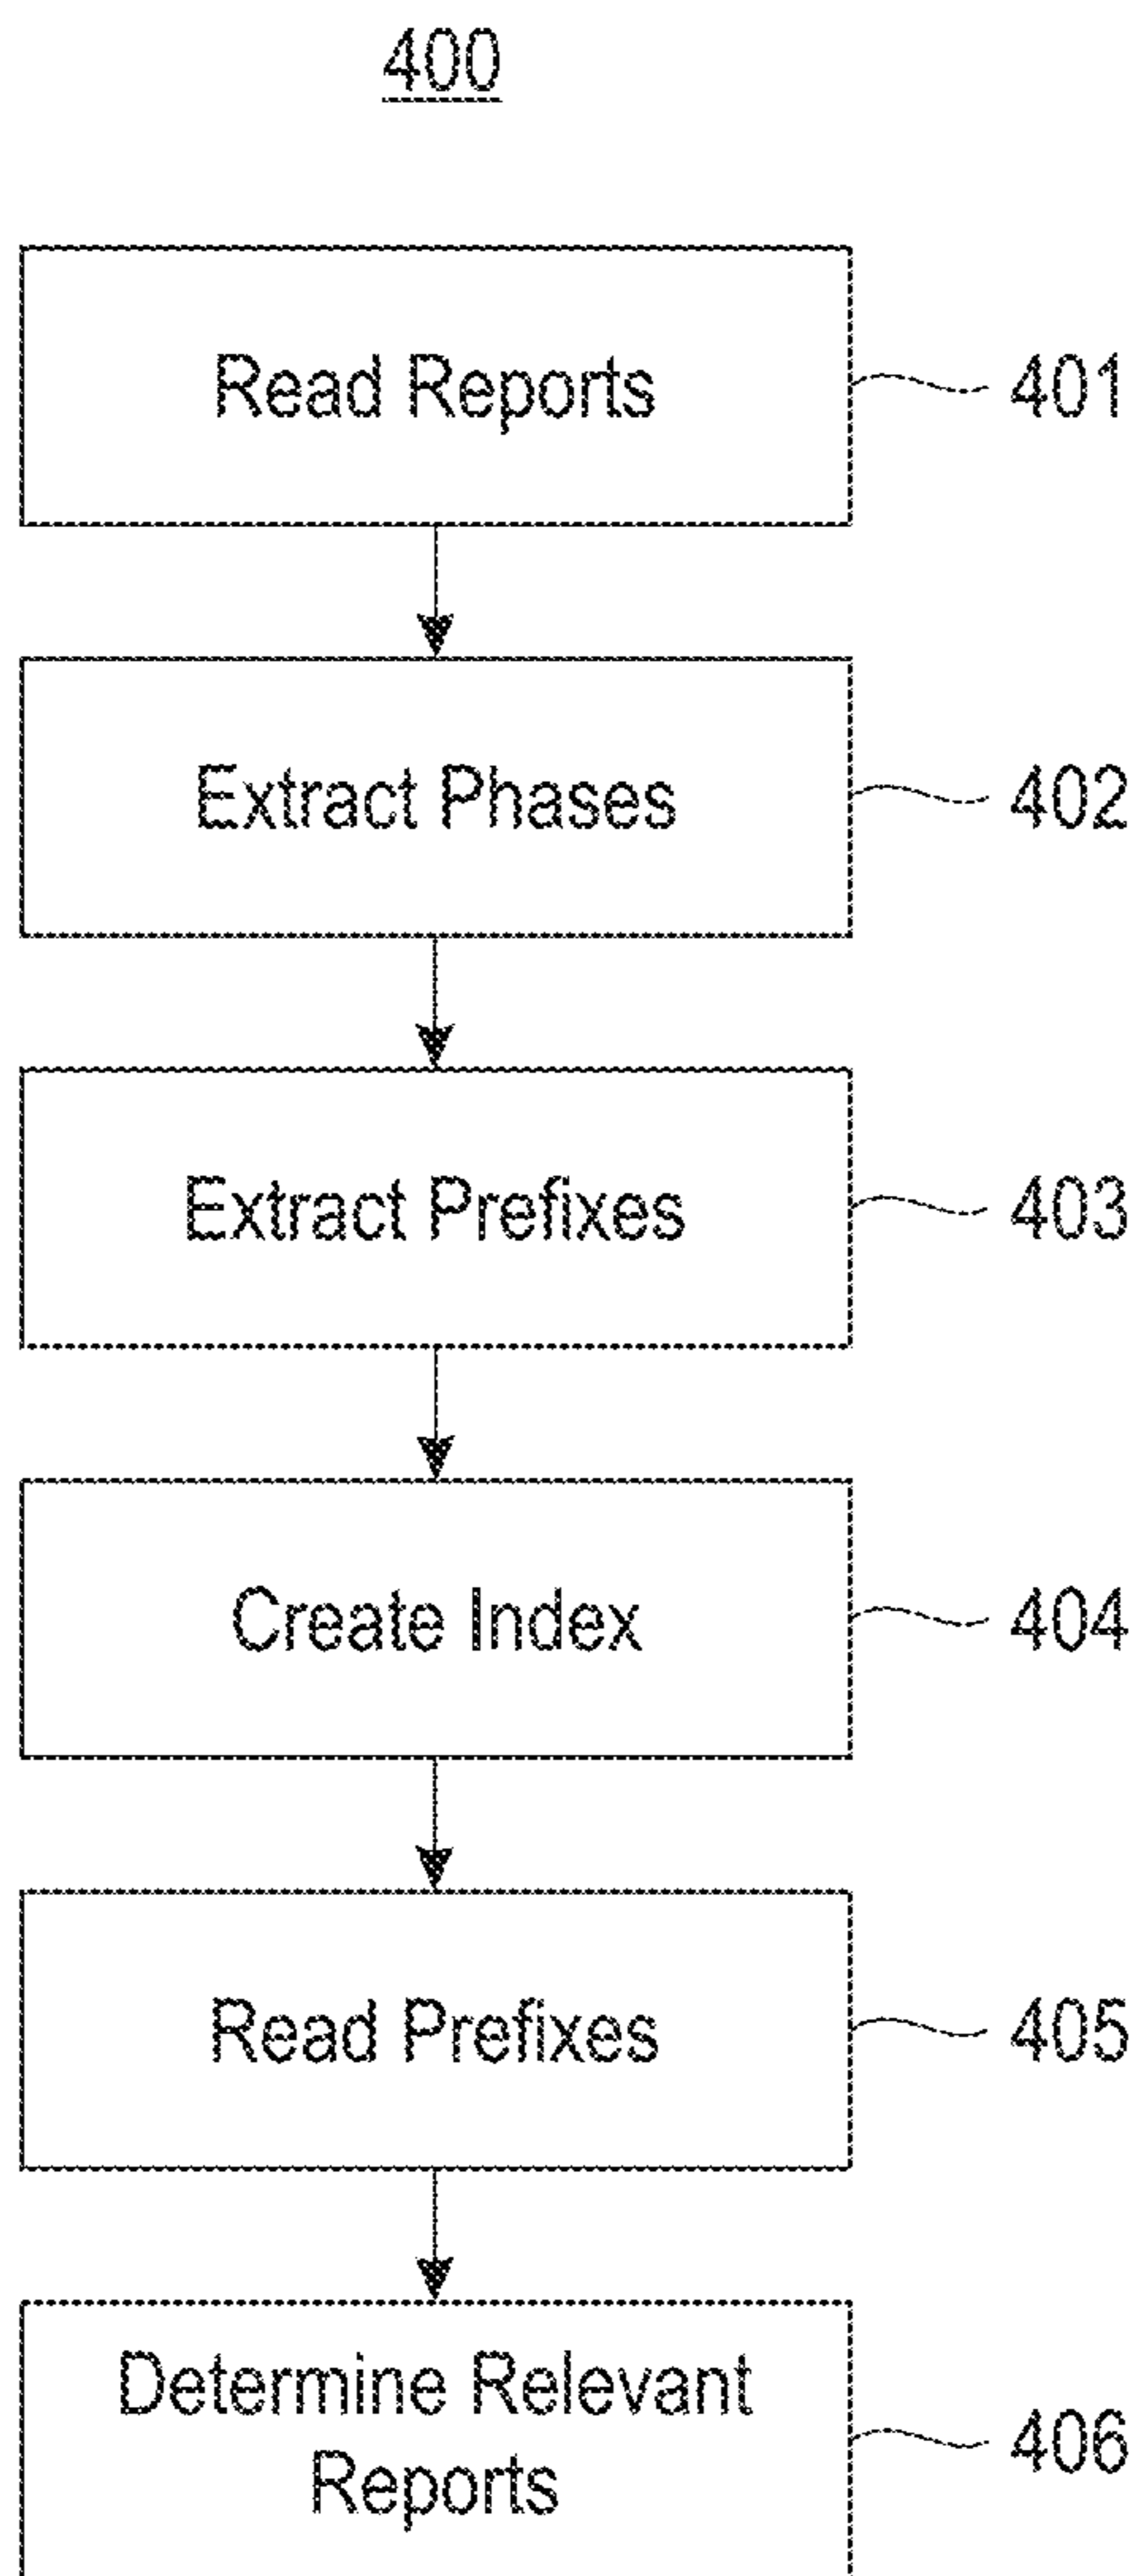 400
Read Reports
401
Extract Phases
402
Extract Prefixes
403
Create Index
404
Read Prefixes
405
Determine Relevant
Reports
406